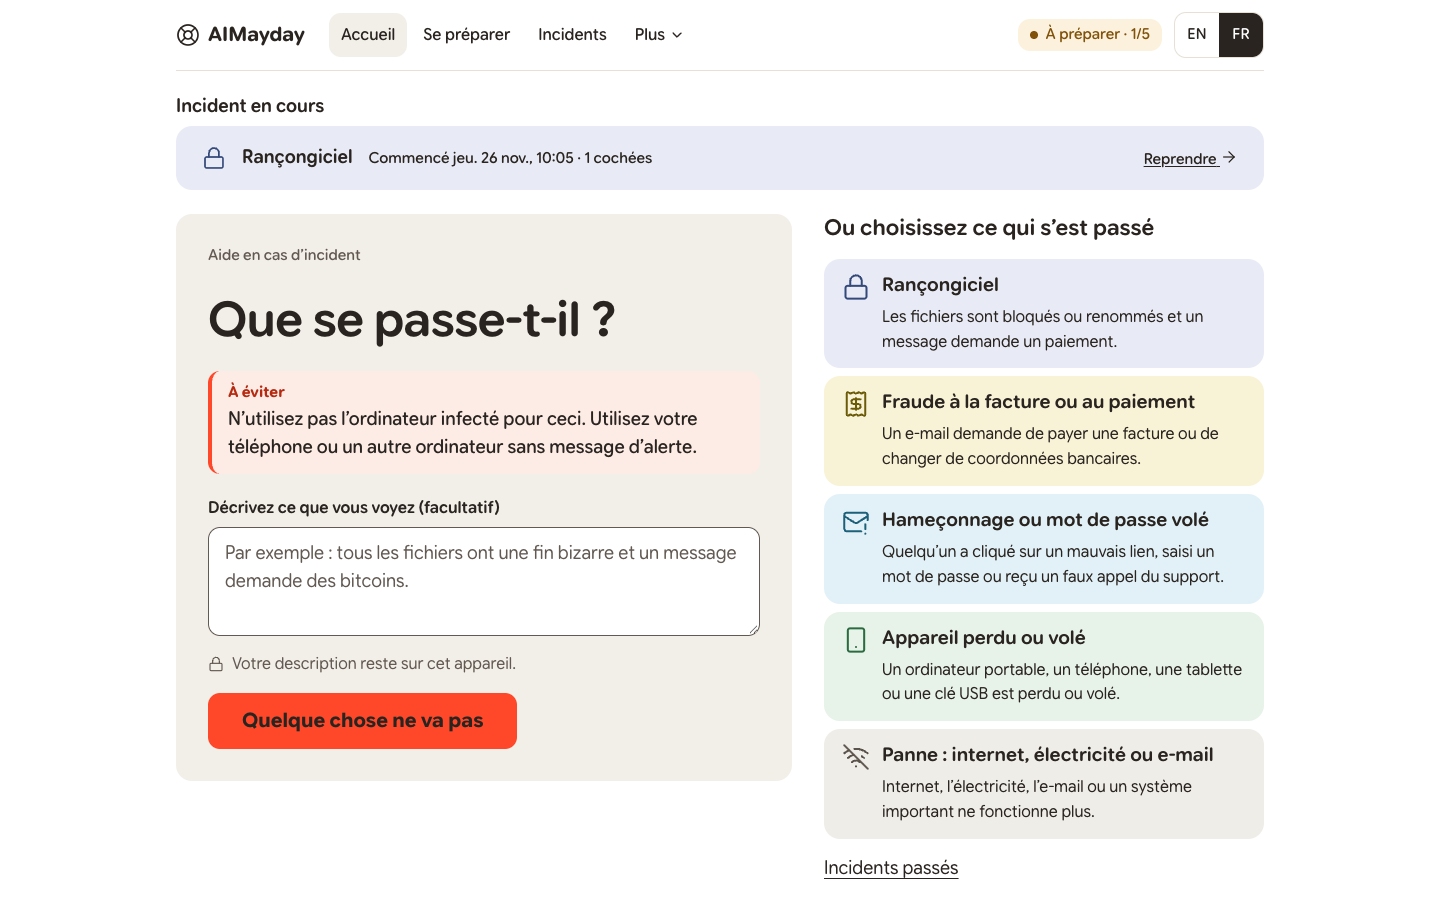 AIMayday
Accueil
Se préparer
Incidents
Plus
À préparer · 1/5
EN
FR
Incident en cours
Rançongiciel
Commencé jeu. 26 nov., 10:05 · 1 cochées
Reprendre →
Aide en cas d’incident
Que se passe-t-il ?
À éviter
N’utilisez pas l’ordinateur infecté pour ceci. Utilisez votre
téléphone ou un autre ordinateur sans message d’alerte.
Décrivez ce que vous voyez (facultatif)
Par exemple : tous les fichiers ont une fin bizarre et un message
demande des bitcoins.
Votre description reste sur cet appareil.
Quelque chose ne va pas
Ou choisissez ce qui s’est passé
Rançongiciel
Les fichiers sont bloqués ou renommés et un
message demande un paiement.
Fraude à la facture ou au paiement
Un e-mail demande de payer une facture ou de
changer de coordonnées bancaires.
Hameçonnage ou mot de passe volé
Quelqu’un a cliqué sur un mauvais lien, saisi un
mot de passe ou reçu un faux appel du support.
Appareil perdu ou volé
Un ordinateur portable, un téléphone, une tablette
ou une clé USB est perdu ou volé.
Panne : internet, électricité ou e-mail
Internet, l’électricité, l’e-mail ou un système
important ne fonctionne plus.
Incidents passés